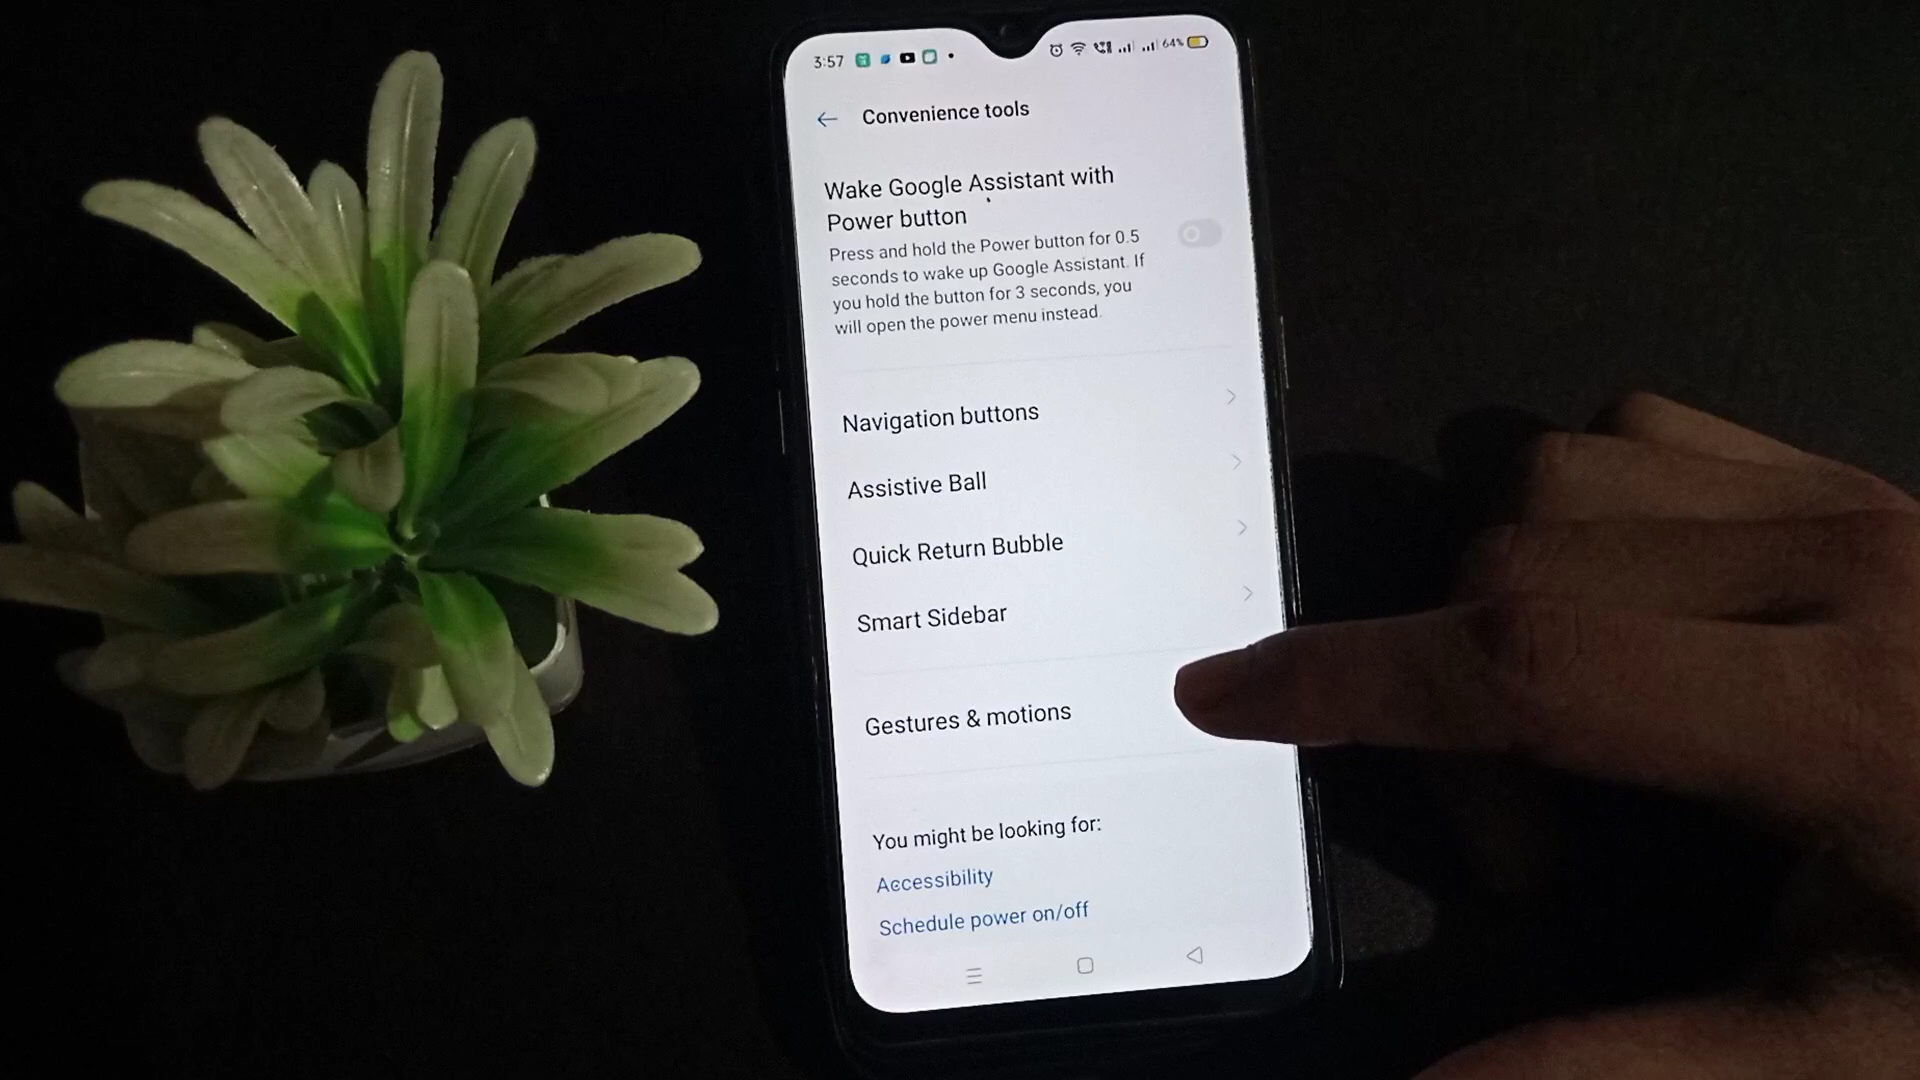 3:57
64%
Convenience tools
Wake Google Assistant with
Power button
Press and hold the Power button for 0.5
seconds to wake up Google Assistant. If
you hold the button for 3 seconds, you
will open the power menu instead.
Navigation buttons
Assistive Ball
Quick Return Bubble
Smart Sidebar
Gestures & motions
You might be looking for:
Accessibility
Schedule power on/off